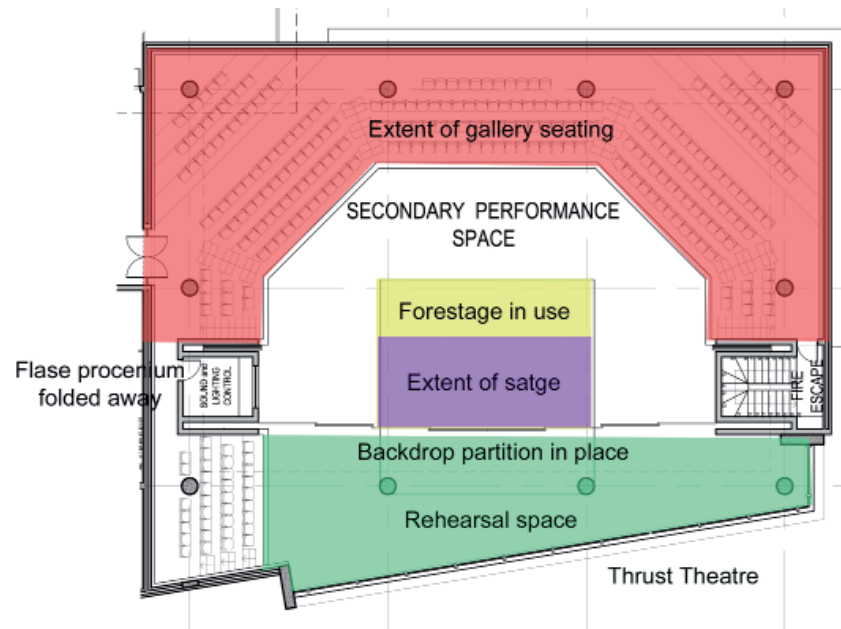 Extent of gallery seating
SECONDARY PERFORMANCE
SPACE
Forestage in use
Flase procenium
folded away
SOUND and
LIGHTING
CONTROL
Extent of satge
FIRE
ESCAPE
Backdrop partition in place
Rehearsal space
Thrust Theatre